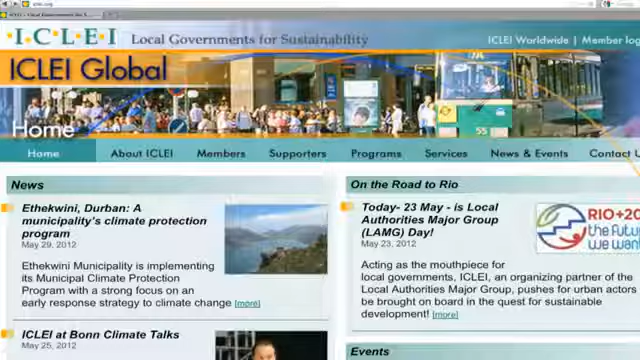 ICLEI
Local Governments for Sustainability
ICLEI Worldwide | Member log
ICLEI Global
Home
55
Home
About ICLEI
Members
Supporters
Programs
Services
News & Events
Contact U
News
Ethekwini, Durban: A
municipality's climate protection
program
May 29, 2012
Ethekwini Municipality is implementing
its Municipal Climate Protection
Program with a strong focus on an
early response strategy to climate change [more]
ICLEI at Bonn Climate Talks
May 25, 2012
On the Road to Rio
Today- 23 May - is Local
Authorities Major Group
(LAMG) Day!
May 23, 2012
RIO+20
the futu
we want
Acting as the mouthpiece for
local governments, ICLEI, an organizing partner of the
Local Authorities Major Group, pushes for urban actors
be brought on board in the quest for sustainable
development! [more]
Events